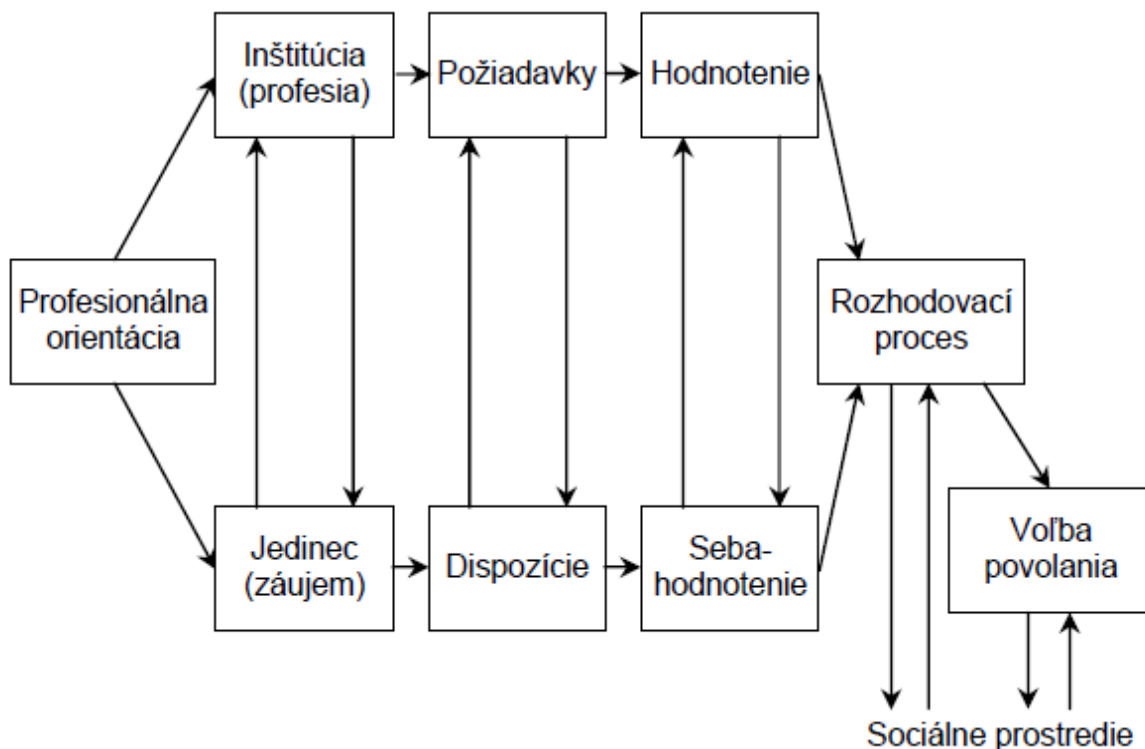 Inštitúcia
(profesia)
Požiadavky
Hodnotenie
Profesionálna
orientácia
Rozhodovací
proces
Jedinec
(záujem)
Dispozície
Seba-
hodnotenie
Voľba
povolania
Sociálne prostredie